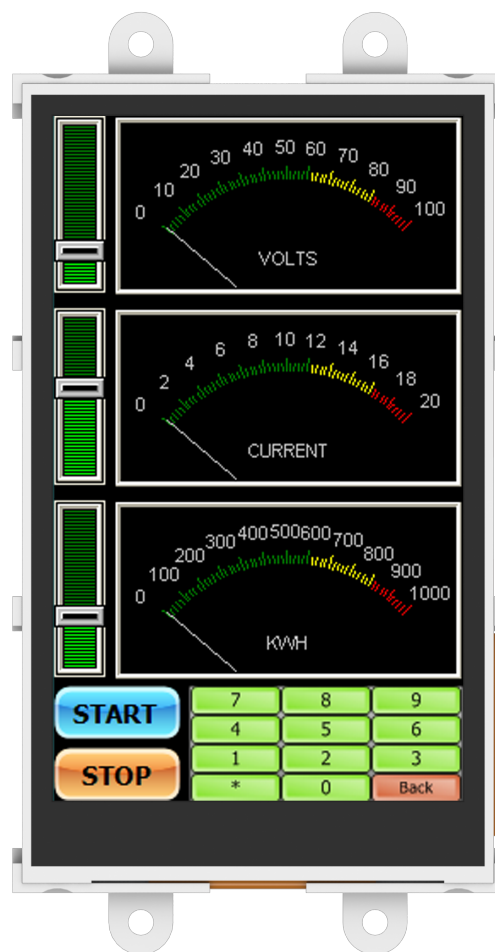 0 10 20 30 40 50 60 70 80 90 100
VOLTS
0 2 4 6 8 10 12 14 16 18 20
CURRENT
0 100 200 300 400 500 600 700 800 900 1000
KWH
START
STOP
7 8 9
4 5 6
1 2 3
* 0 Back